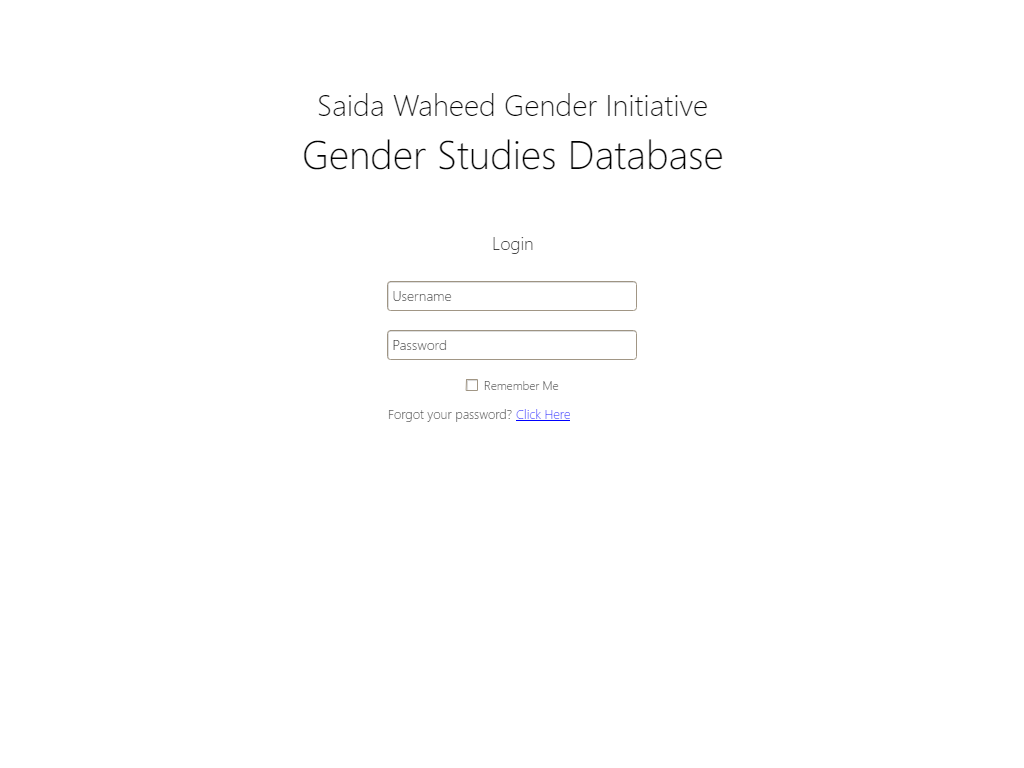 Saida Waheed Gender Initiative
Gender Studies Database
Login
Username
Password
Remember Me
Forgot your password? Click Here